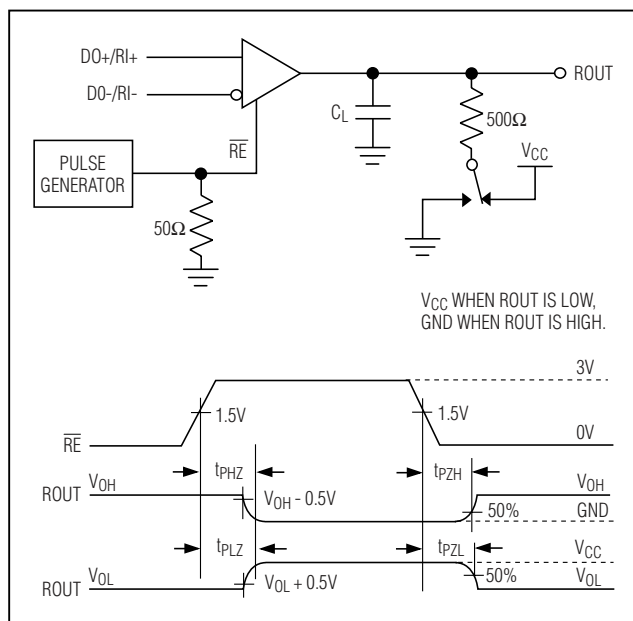 DO+/RI+
DO-/RI-
ROUT
CL
500Ω
VCC
R̅E̅
PULSE
GENERATOR
50Ω
VCC WHEN ROUT IS LOW,
GND WHEN ROUT IS HIGH.
3V
1.5V
1.5V
R̅E̅
0V
tPHZ
tPZH
ROUT VOH
VOH - 0.5V
VOH
50%
GND
tPLZ
tPZL
VCC
ROUT VOL
VOL + 0.5V
50%
VOL